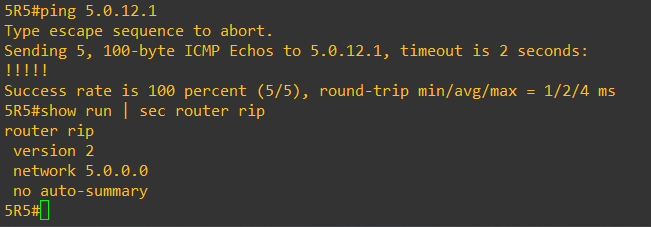 5R5#ping 5.0.12.1
Type escape sequence to abort.
Sending 5, 100-byte ICMP Echos to 5.0.12.1, timeout is 2 seconds:
!!!!!
Success rate is 100 percent (5/5), round-trip min/avg/max = 1/2/4 ms
5R5#show run | sec router rip
router rip
 version 2
 network 5.0.0.0
 no auto-summary
5R5#